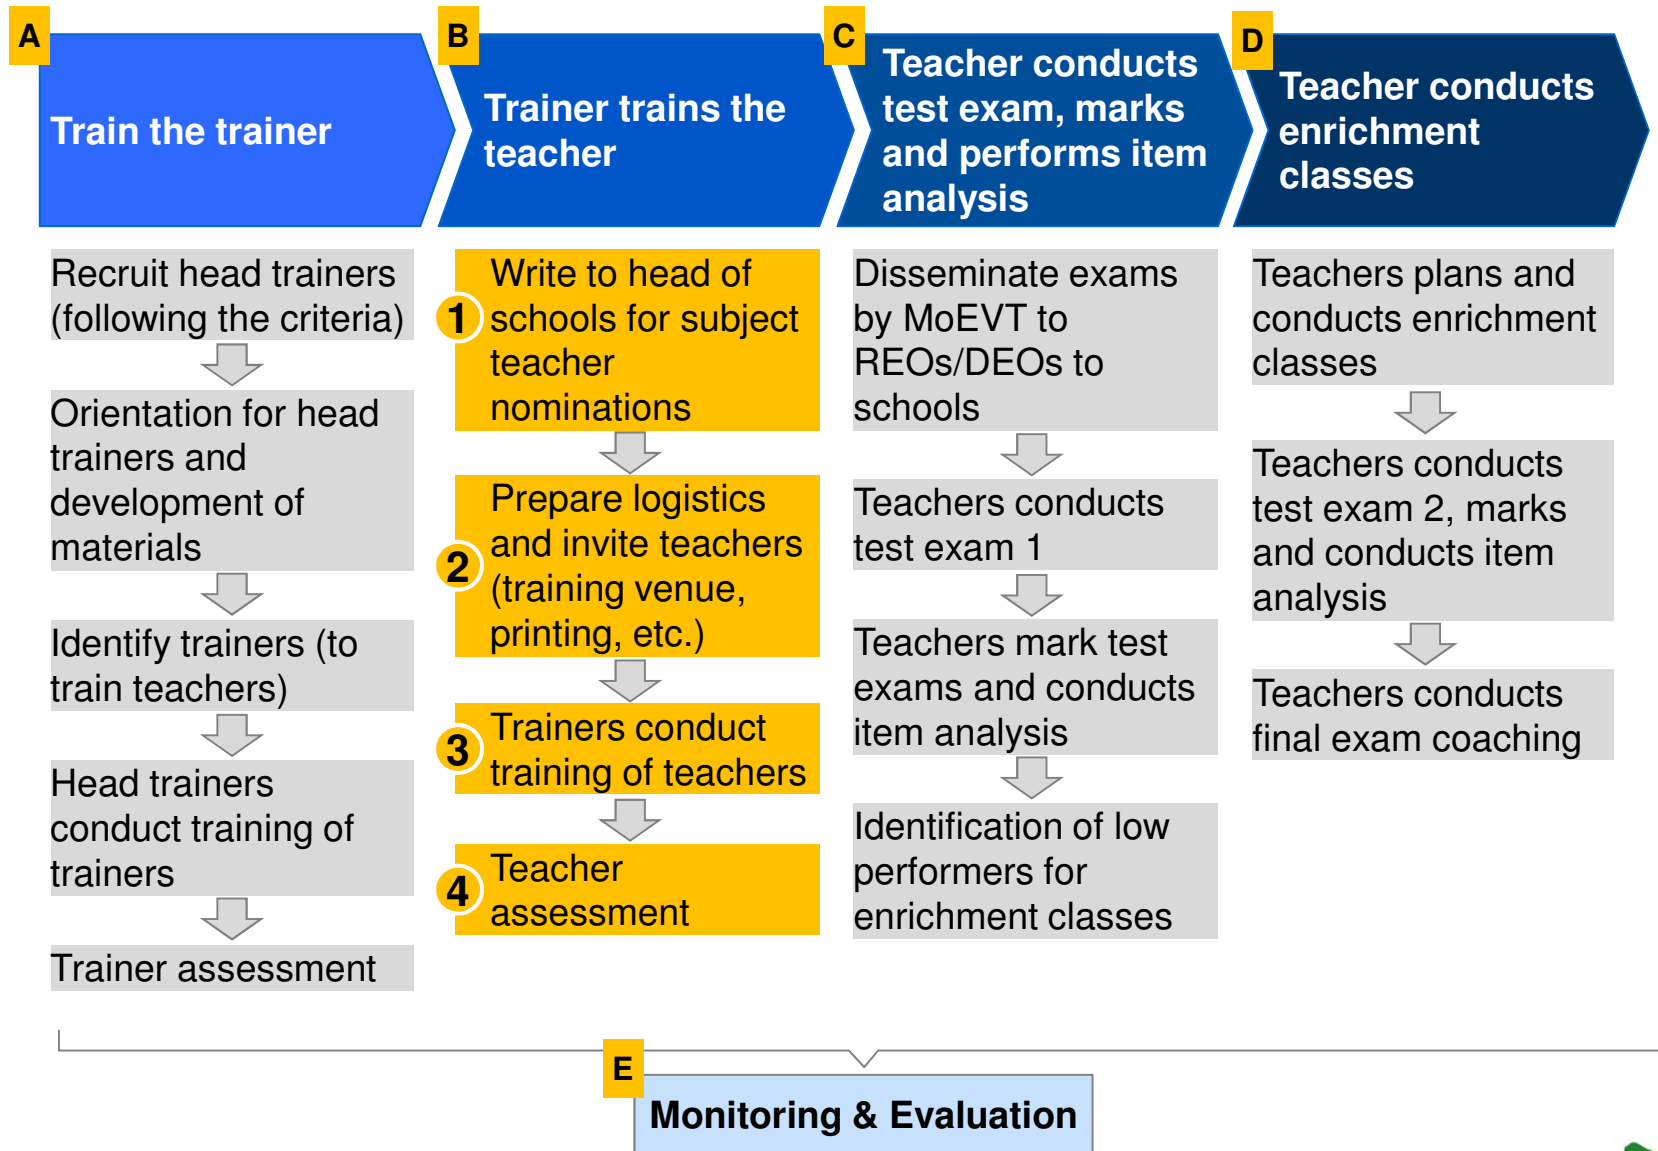 A
Train the trainer
Recruit head trainers
(following the criteria)
Orientation for head
trainers and
development of
materials
Identify trainers (to
train teachers)
Head trainers
conduct training of
trainers
Trainer assessment
B
Trainer trains the
teacher
1
Write to head of
schools for subject
teacher
nominations
2
Prepare logistics
and invite teachers
(training venue,
printing, etc.)
3
Trainers conduct
training of teachers
4
Teacher
assessment
C
Teacher conducts
test exam, marks
and performs item
analysis
Disseminate exams
by MoEVT to
REOs/DEOs to
schools
Teachers conducts
test exam 1
Teachers mark test
exams and conducts
item analysis
Identification of low
performers for
enrichment classes
D
Teacher conducts
enrichment
classes
Teachers plans and
conducts enrichment
classes
Teachers conducts
test exam 2, marks
and conducts item
analysis
Teachers conducts
final exam coaching
E
Monitoring & Evaluation